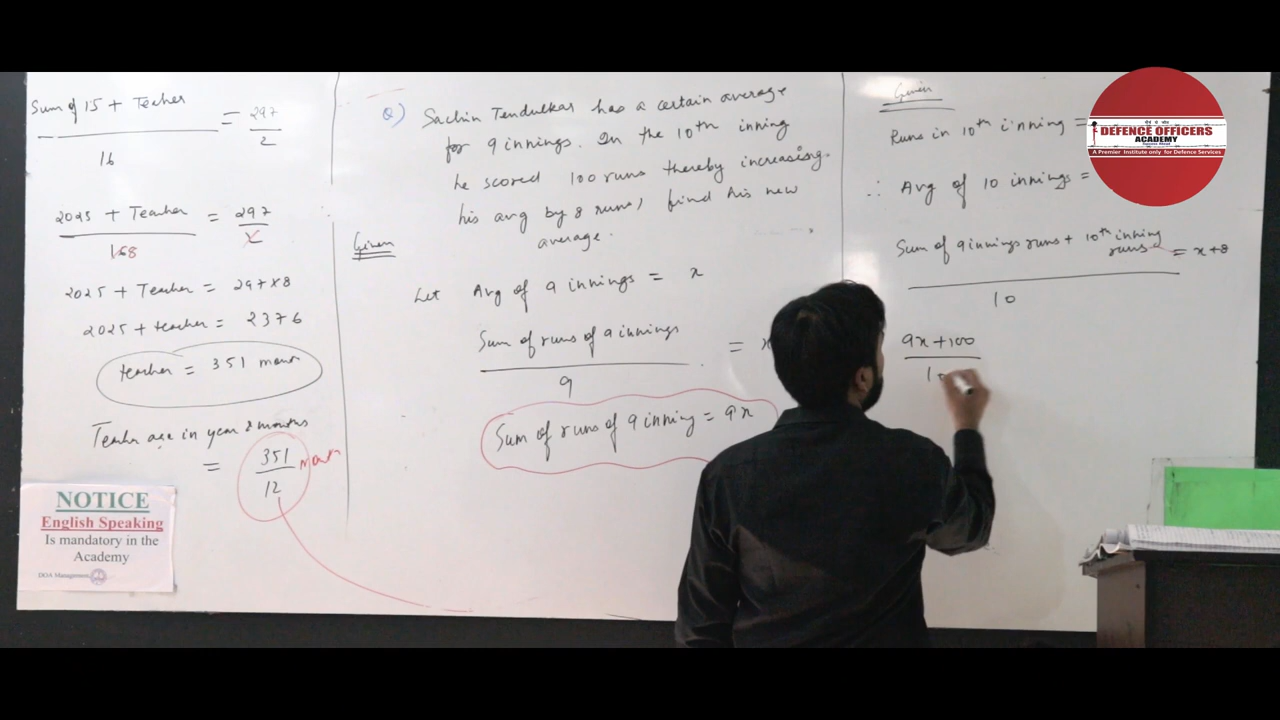 Sum of 15 + Teacher
16
= 297
2
2025 + Teacher = 297
168 2
2025 + Teacher = 297x8
2025 + teacher = 2376
teacher = 351 month
Teacher age in year & months
= 351 month
12
NOTICE
English Speaking
Is mandatory in the
Academy
DOA Management
Q) Sachin Tendulkar has a certain average
for 9 innings. In the 10th inning
he scored 100 runs thereby increasing
his avg by 8 runs, find his new
average.
Given
Let Avg of 9 innings = x
Sum of runs of 9 innings
9
= x
Sum of runs of 9 inning = 9x
Given
Runs in 10th inning =
∴ Avg of 10 innings =
Sum of 9 innings runs + 10th inning
runs = x+8
10
9x+100
10
DEFENCE OFFICERS
ACADEMY
A Premier Institute only for Defence Services